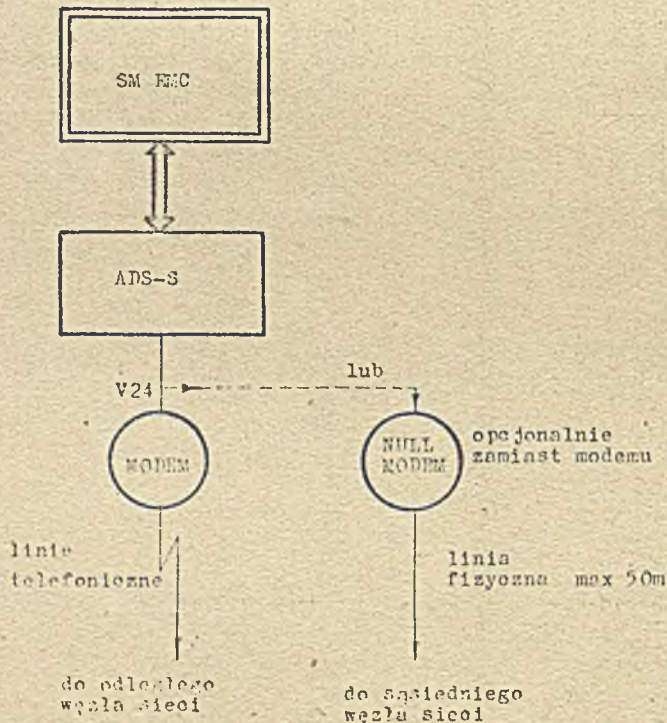 SM EMC
ADS-S
V24
lub
MODEM
NULL
MODEM
opcjonalnie
zamiast modemu
linie
telefoniczne
linia
fizyczna max 50m
do odległego
węzła sieci
do sąsiedniego
węzła sieci